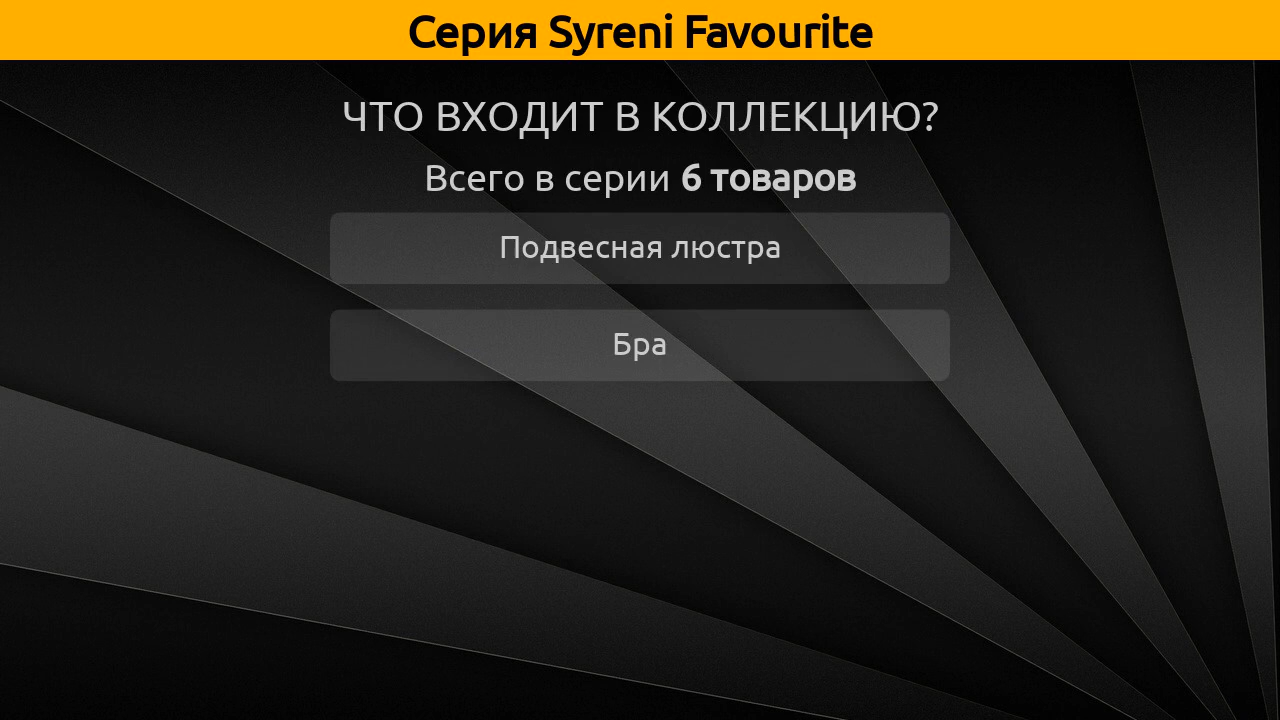 Серия Syreni Favourite
ЧТО ВХОДИТ В КОЛЛЕКЦИЮ?
Всего в серии 6 товаров
Подвесная люстра
Бра